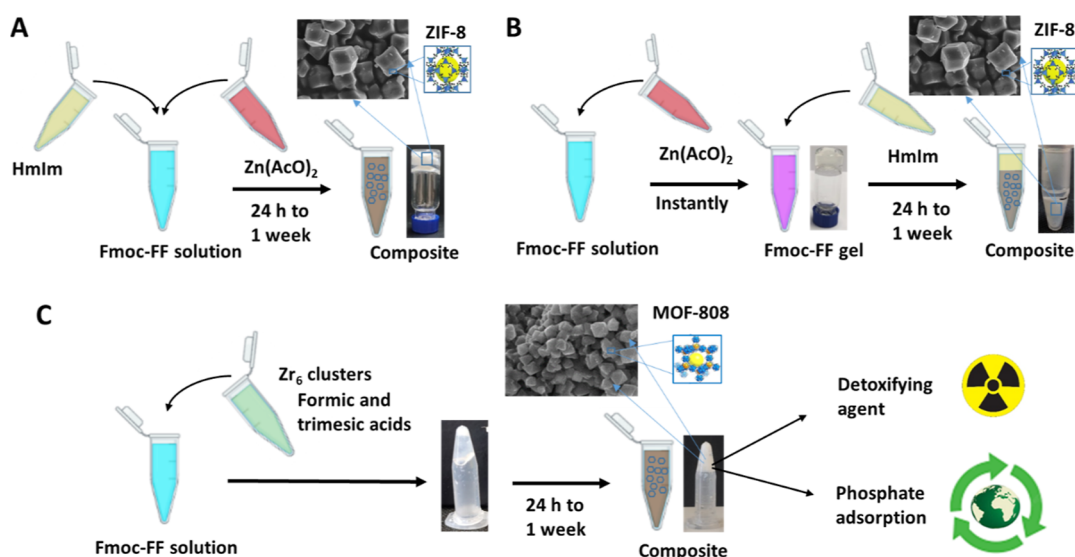 A
ZIF-8
HmIm
Zn(AcO)2
24 h to
1 week
Fmoc-FF solution
Composite
B
ZIF-8
Zn(AcO)2
Instantly
HmIm
24 h to
1 week
Fmoc-FF solution
Fmoc-FF gel
Composite
C
MOF-808
Zr6 clusters
Formic and
trimesic acids
24 h to
1 week
Fmoc-FF solution
Composite
Detoxifying
agent
Phosphate
adsorption